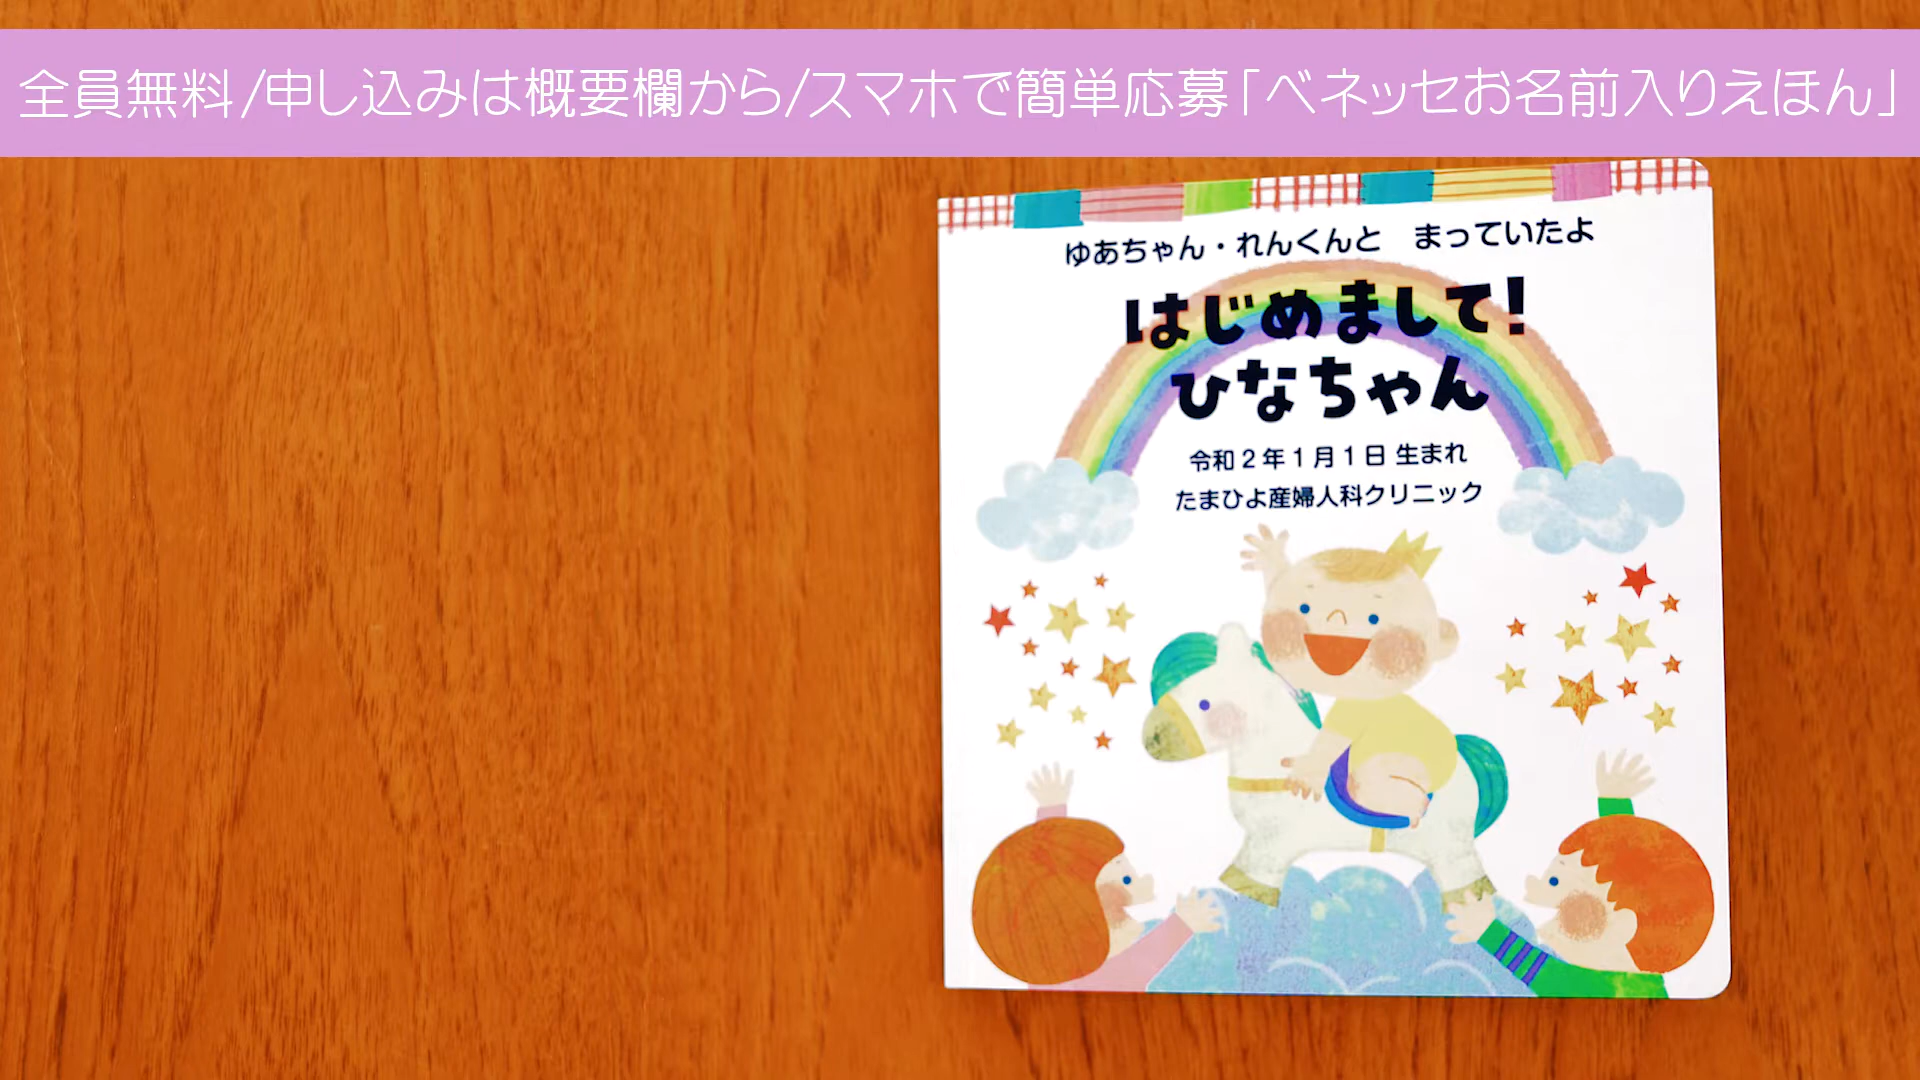 全員無料/申し込みは概要欄から/スマホで簡単応募「ベネッセお名前入りえほん」
ゆあちゃん・れんくんと　まっていたよ
はじめまして!
ひなちゃん
令和2年1月1日 生まれ
たまひよ産婦人科クリニック